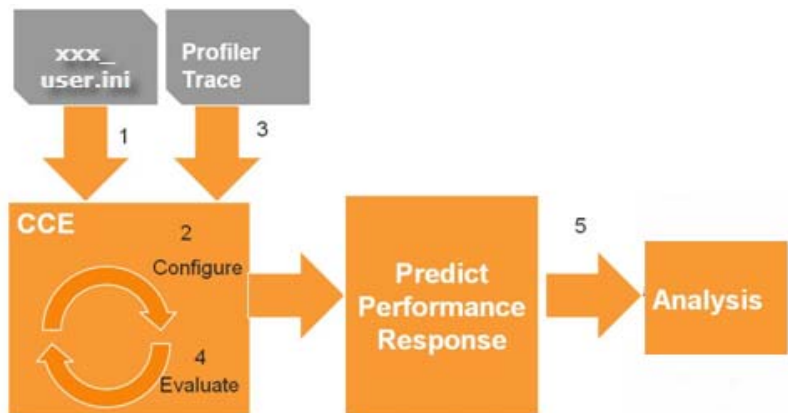 xxx_
user.ini
Profiler
Trace
1
3
CCE
2
Configure
4
Evaluate
Predict
Performance
Response
5
Analysis